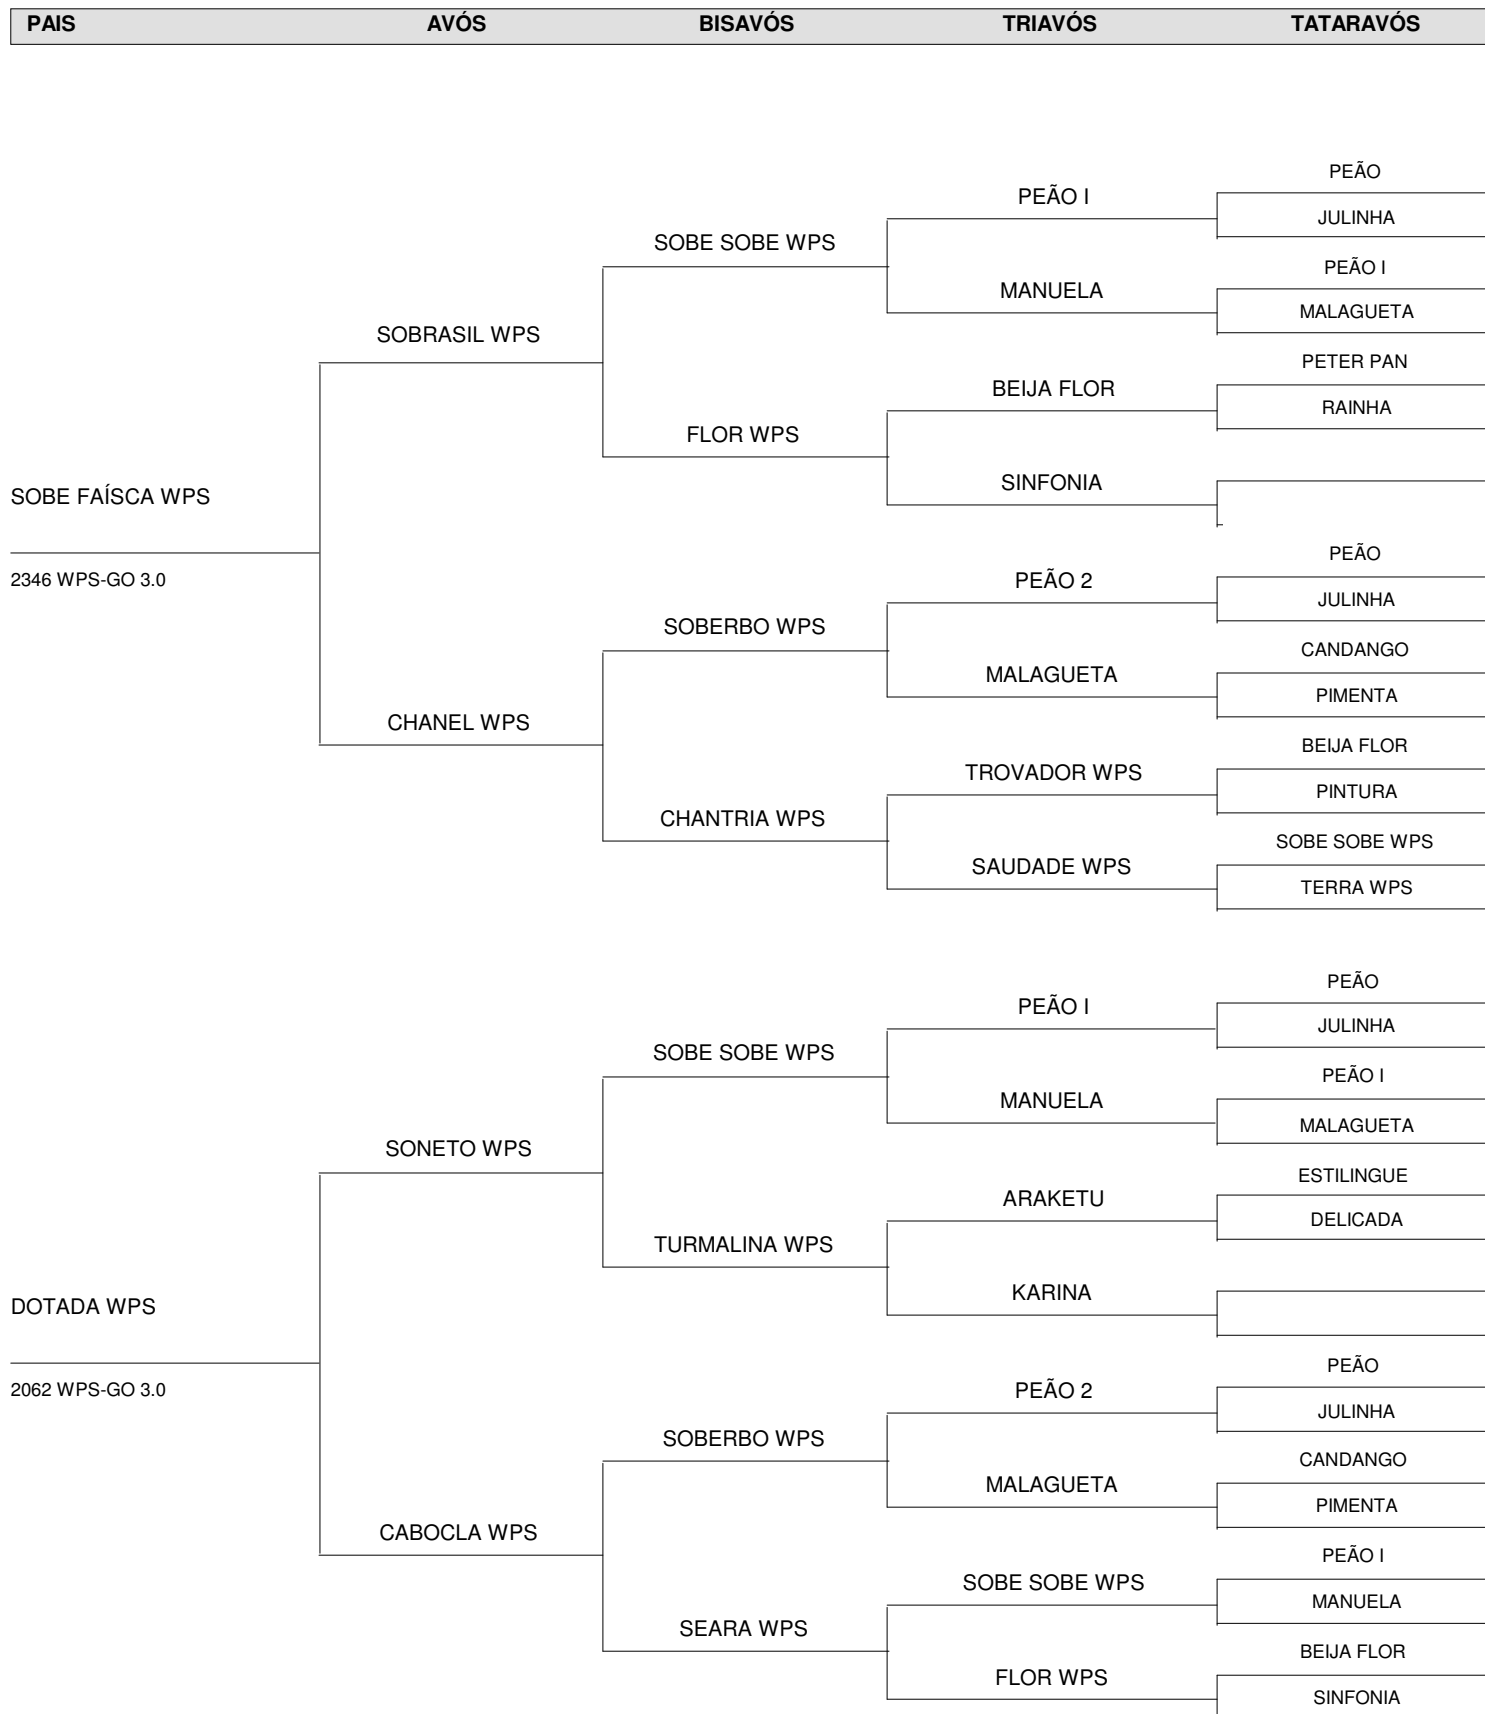 PAIS AVÓS BISAVÓS TRIAVÓS TATARAVÓS
PEÃO
PEÃO I
JULINHA
SOBE SOBE WPS
PEÃO I
MANUELA
MALAGUETA
SOBRASIL WPS
PETER PAN
BEIJA FLOR
RAINHA
FLOR WPS
SINFONIA
SOBE FAÍSCA WPS
PEÃO
2346 WPS-GO 3.0
PEÃO 2
JULINHA
SOBERBO WPS
CANDANGO
MALAGUETA
PIMENTA
CHANEL WPS
BEIJA FLOR
TROVADOR WPS
PINTURA
CHANTRIA WPS
SOBE SOBE WPS
SAUDADE WPS
TERRA WPS
PEÃO
PEÃO I
JULINHA
SOBE SOBE WPS
PEÃO I
MANUELA
MALAGUETA
SONETO WPS
ESTILINGUE
ARAKETU
DELICADA
TURMALINA WPS
KARINA
DOTADA WPS
PEÃO
2062 WPS-GO 3.0
PEÃO 2
JULINHA
SOBERBO WPS
CANDANGO
MALAGUETA
PIMENTA
CABOCLA WPS
PEÃO I
SOBE SOBE WPS
MANUELA
SEARA WPS
BEIJA FLOR
FLOR WPS
SINFONIA